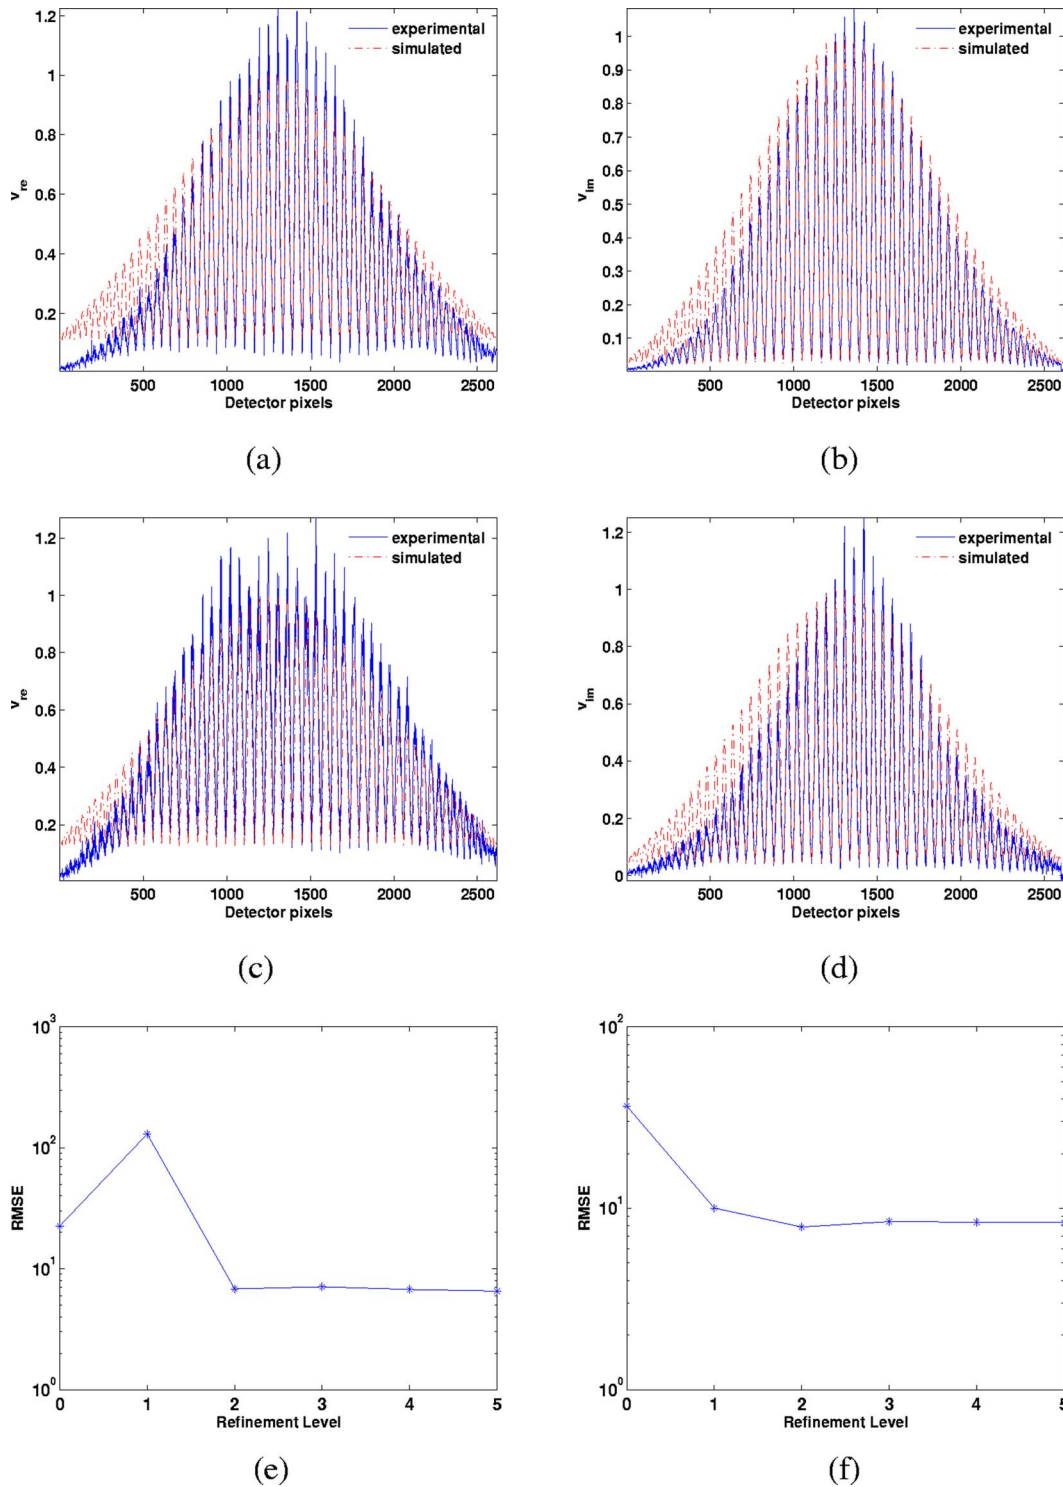 experimental
simulated
1.2
1
0.8
0.6
0.4
0.2
v_re
500 1000 1500 2000 2500
Detector pixels
(a)
experimental
simulated
1
0.9
0.8
0.7
0.6
0.5
0.4
0.3
0.2
0.1
v_Im
500 1000 1500 2000 2500
Detector pixels
(b)
experimental
simulated
1.2
1
0.8
0.6
0.4
0.2
v_re
500 1000 1500 2000 2500
Detector pixels
(c)
experimental
simulated
1.2
1
0.8
0.6
0.4
0.2
0
v_Im
500 1000 1500 2000 2500
Detector pixels
(d)
10^3
10^2
10^1
10^0
RMSE
0 1 2 3 4 5
Refinement Level
(e)
10^2
10^1
10^0
RMSE
0 1 2 3 4 5
Refinement Level
(f)